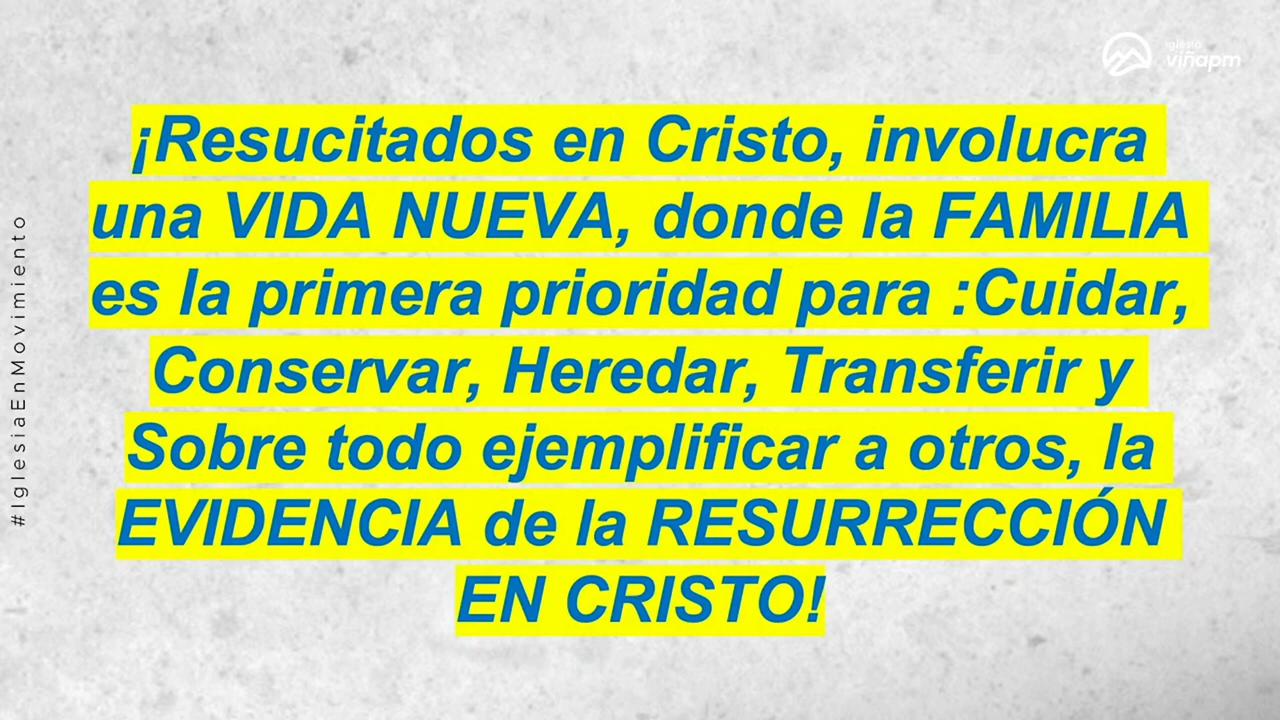 iglesia
viñapm
¡Resucitados en Cristo, involucra
una VIDA NUEVA, donde la FAMILIA
es la primera prioridad para :Cuidar,
Conservar, Heredar, Transferir y
Sobre todo ejemplificar a otros, la
EVIDENCIA de la RESURRECCIÓN
EN CRISTO!
#IglesiaEnMovimiento